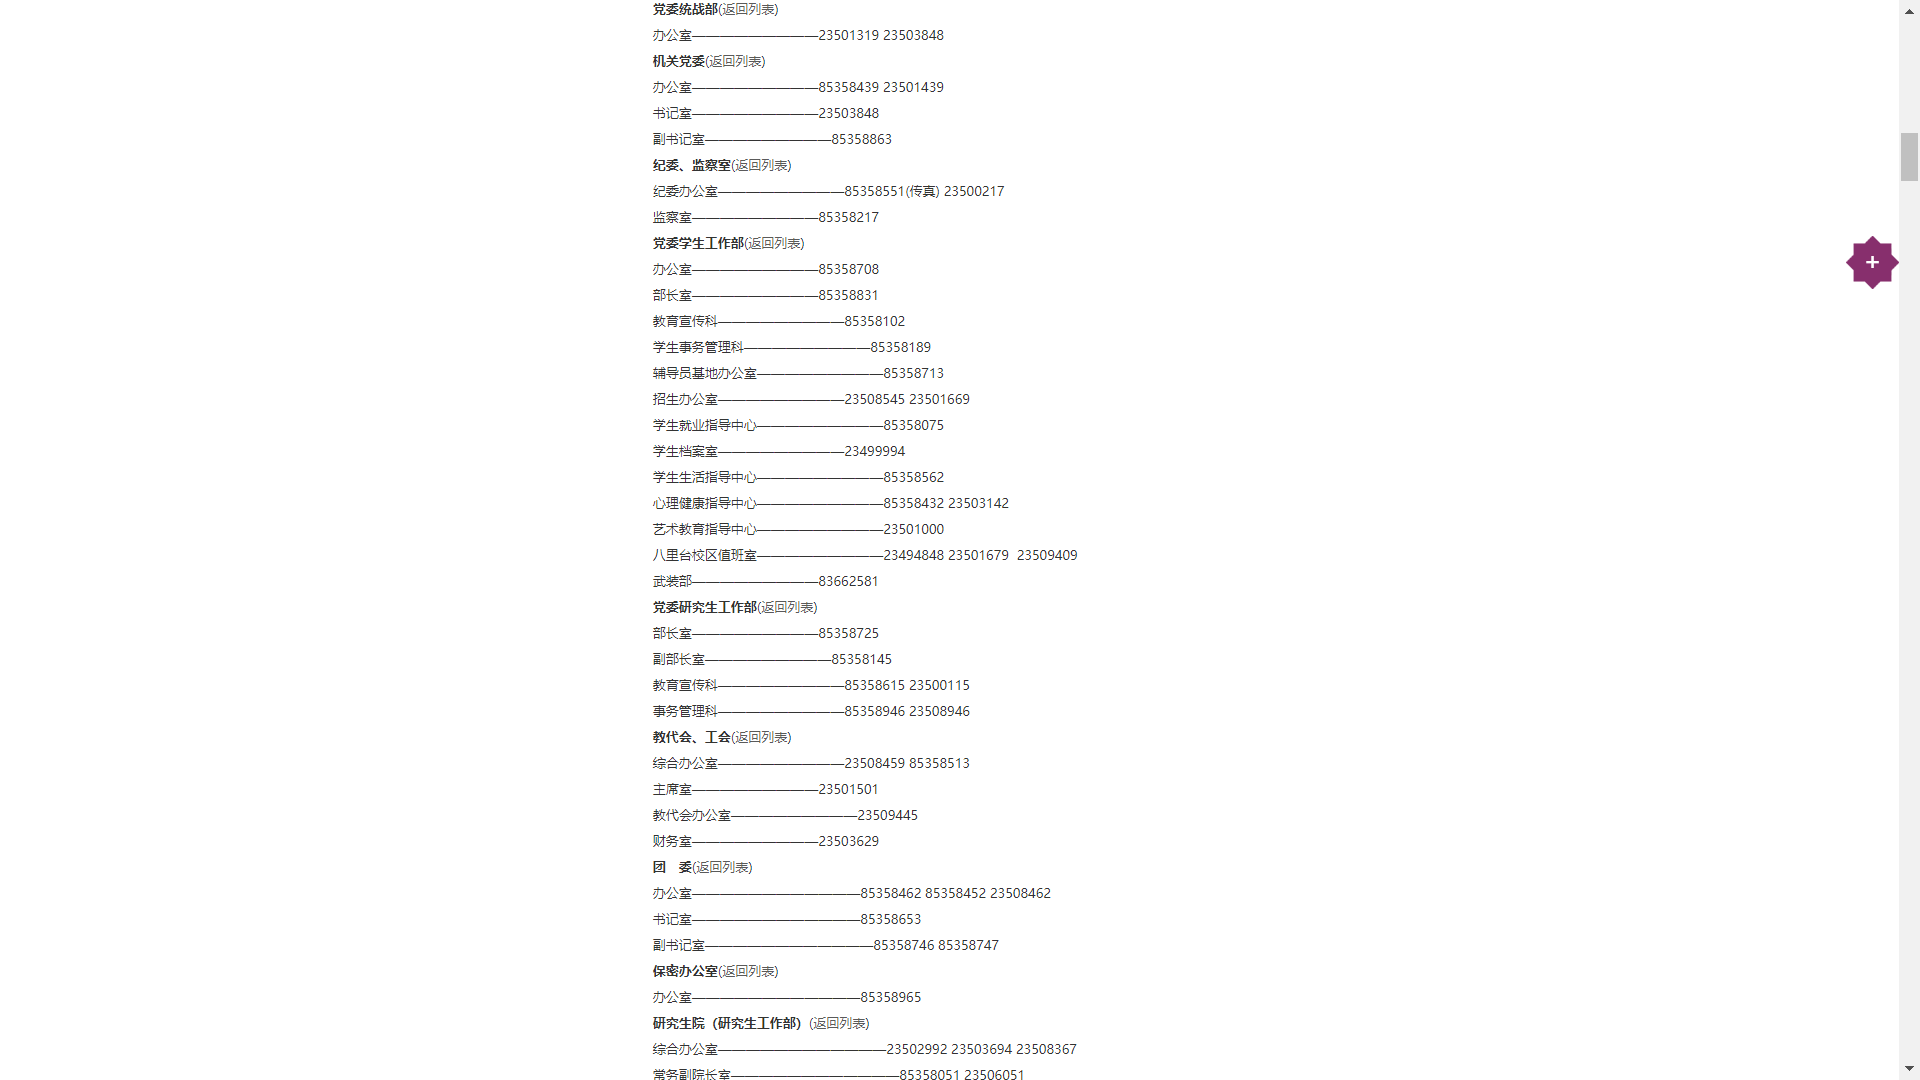 党委统战部(返回列表)
办公室—————————23501319 23503848
机关党委(返回列表)
办公室—————————85358439 23501439
书记室—————————23503848
副书记室—————————85358863
纪委、监察室(返回列表)
纪委办公室—————————85358551(传真) 23500217
监察室—————————85358217
党委学生工作部(返回列表)
办公室—————————85358708
部长室—————————85358831
教育宣传科—————————85358102
学生事务管理科—————————85358189
辅导员基地办公室—————————85358713
招生办公室—————————23508545 23501669
学生就业指导中心—————————85358075
学生档案室—————————23499994
学生生活指导中心—————————85358562
心理健康指导中心—————————85358432 23503142
艺术教育指导中心—————————23501000
八里台校区值班室—————————23494848 23501679  23509409
武装部—————————83662581
党委研究生工作部(返回列表)
部长室—————————85358725
副部长室—————————85358145
教育宣传科—————————85358615 23500115
事务管理科—————————85358946 23508946
教代会、工会(返回列表)
综合办公室—————————23508459 85358513
主席室—————————23501501
教代会办公室—————————23509445
财务室—————————23503629
团　委(返回列表)
办公室————————————85358462 85358452 23508462
书记室————————————85358653
副书记室————————————85358746 85358747
保密办公室(返回列表)
办公室————————————85358965
研究生院（研究生工作部）(返回列表)
综合办公室————————————23502992 23503694 23508367
常务副院长室————————————85358051 23506051